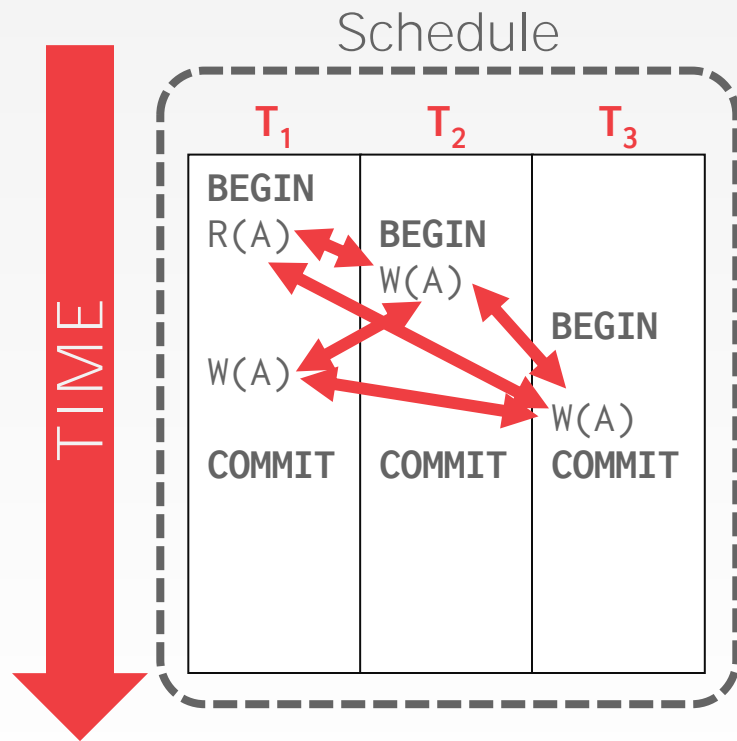 Schedule
TIME
T₁ T₂ T₃
BEGIN
R(A) BEGIN
W(A)
BEGIN
W(A)
W(A)
COMMIT COMMIT COMMIT